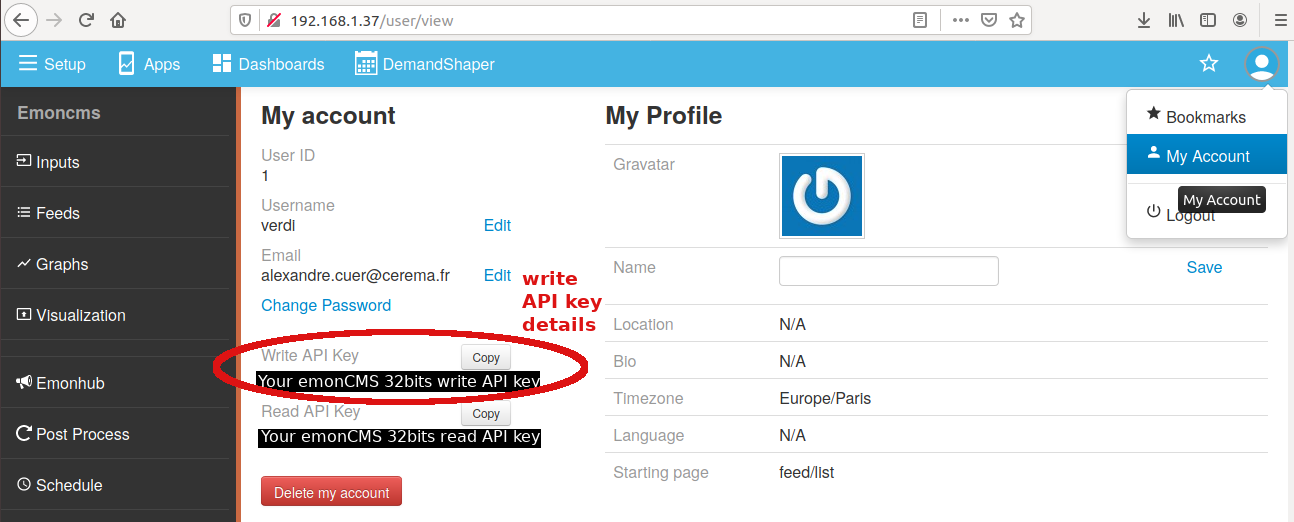 192.168.1.37/user/view
Setup
Apps
Dashboards
DemandShaper
Emoncms
Inputs
Feeds
Graphs
Visualization
Emonhub
Post Process
Schedule
My account
User ID
1
Username
verdi
Edit
Email
alexandre.cuer@cerema.fr
Edit
Change Password
write
API key
details
Write API Key
Copy
Your emonCMS 32bits write API key
Read API Key
Copy
Your emonCMS 32bits read API key
Delete my account
My Profile
Gravatar
Name
Save
Location
N/A
Bio
N/A
Timezone
Europe/Paris
Language
N/A
Starting page
feed/list
Bookmarks
My Account
My Account
Logout